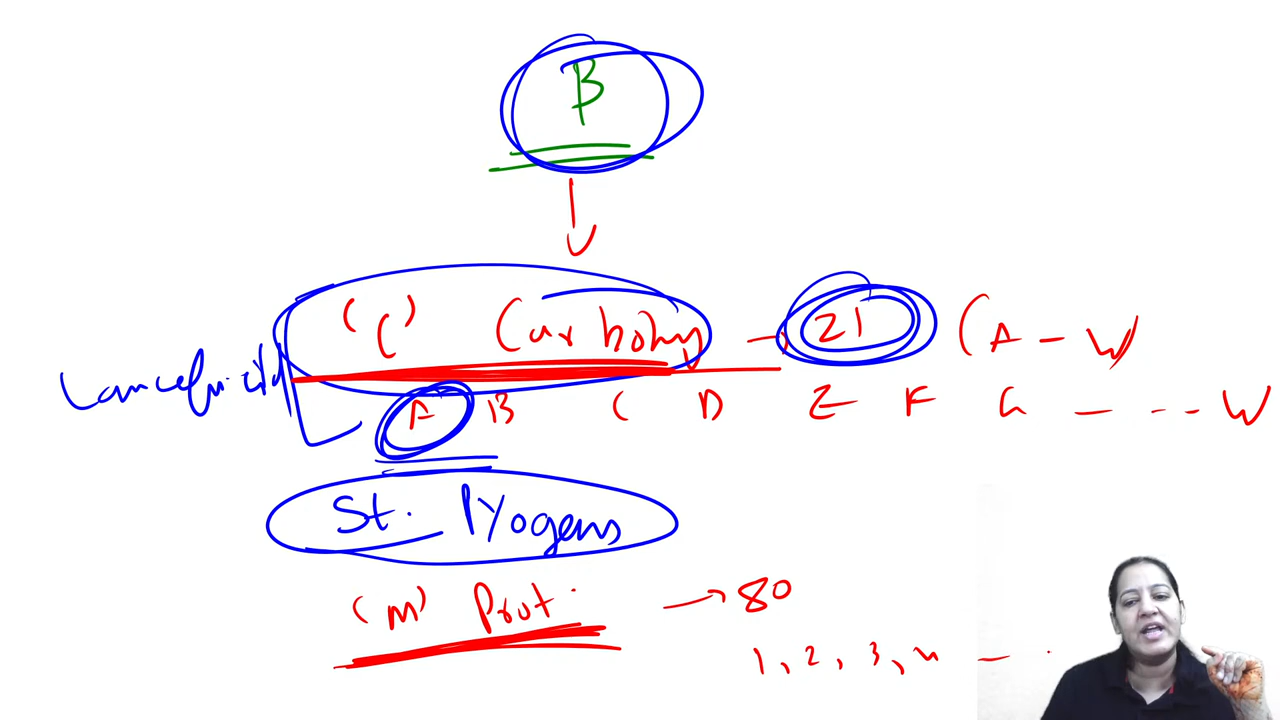 β
'C' Carbohy → 21 (A - W)
Lancefield
A B C D E F G - - - W
St. Pyogens
(m) Prot. → 80
1, 2, 3, 4 - -